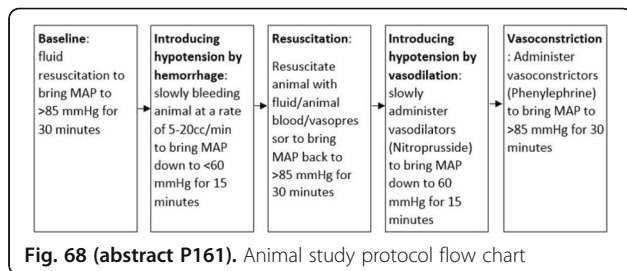 Baseline:
fluid
resuscitation to
bring MAP to
>85 mmHg for
30 minutes
Introducing
hypotension by
hemorrhage:
slowly bleeding
animal at a rate
of 5-20cc/min
to bring MAP
down to <60
mmHg for 15
minutes
Resuscitation:
Resuscitate
animal with
fluid/animal
blood/vasopres
sor to bring
MAP back to
>85 mmHg for
30 minutes
Introducing
hypotension by
vasodilation:
slowly
administer
vasodilators
(Nitroprusside)
to bring MAP
down to 60
mmHg for 15
minutes
Vasoconstriction
: Administer
vasoconstrictors
(Phenylephrine)
to bring MAP to
>85 mmHg for 30
minutes
Fig. 68 (abstract P161). Animal study protocol flow chart